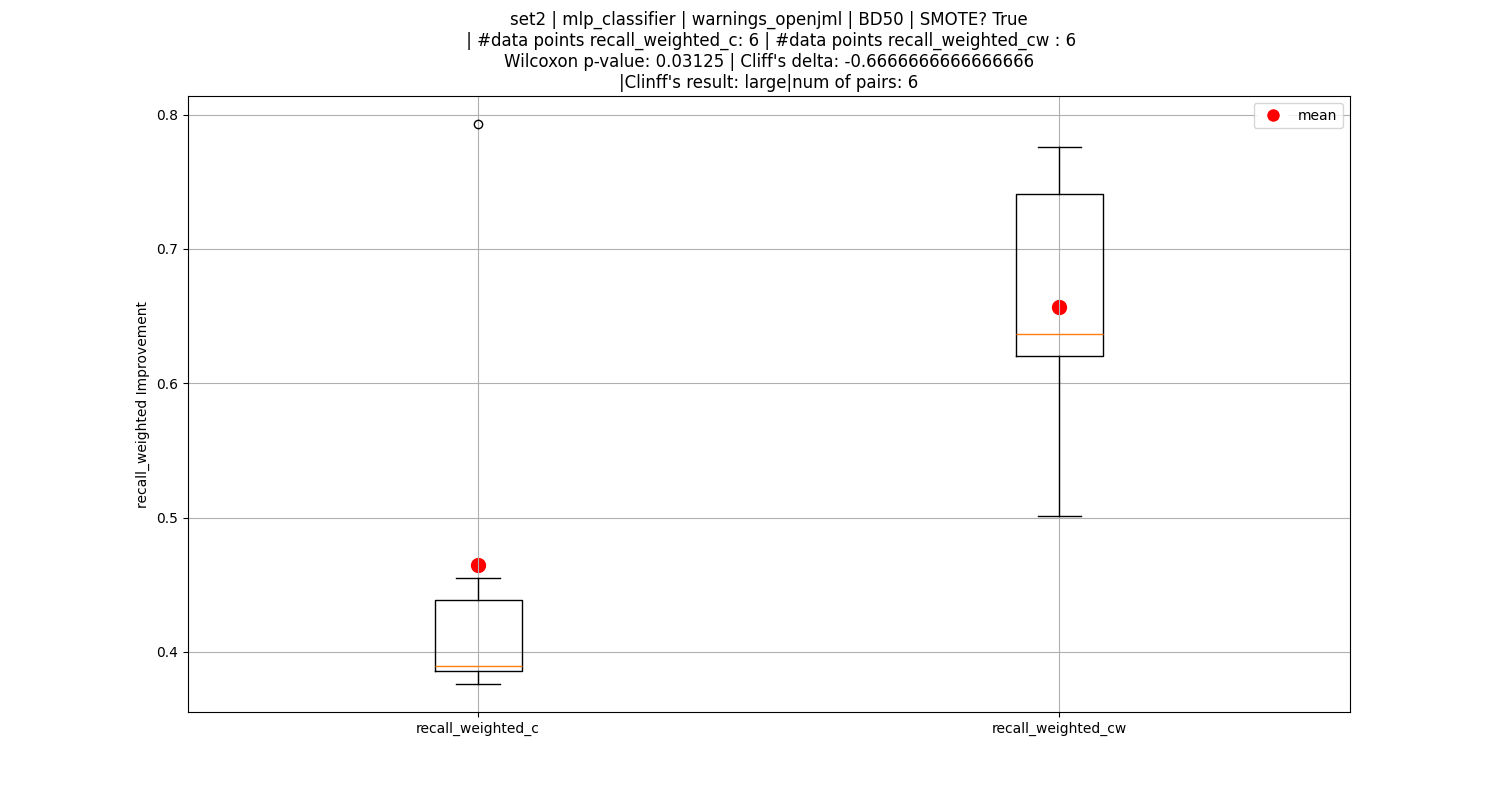 set2 | mlp_classifier | warnings_openjml | BD50 | SMOTE? True
| #data points recall_weighted_c: 6 | #data points recall_weighted_cw : 6
Wilcoxon p-value: 0.03125 | Cliff's delta: -0.6666666666666666
|Clinff's result: large|num of pairs: 6
mean
0.8
0.7
0.6
0.5
0.4
recall_weighted Improvement
recall_weighted_c
recall_weighted_cw